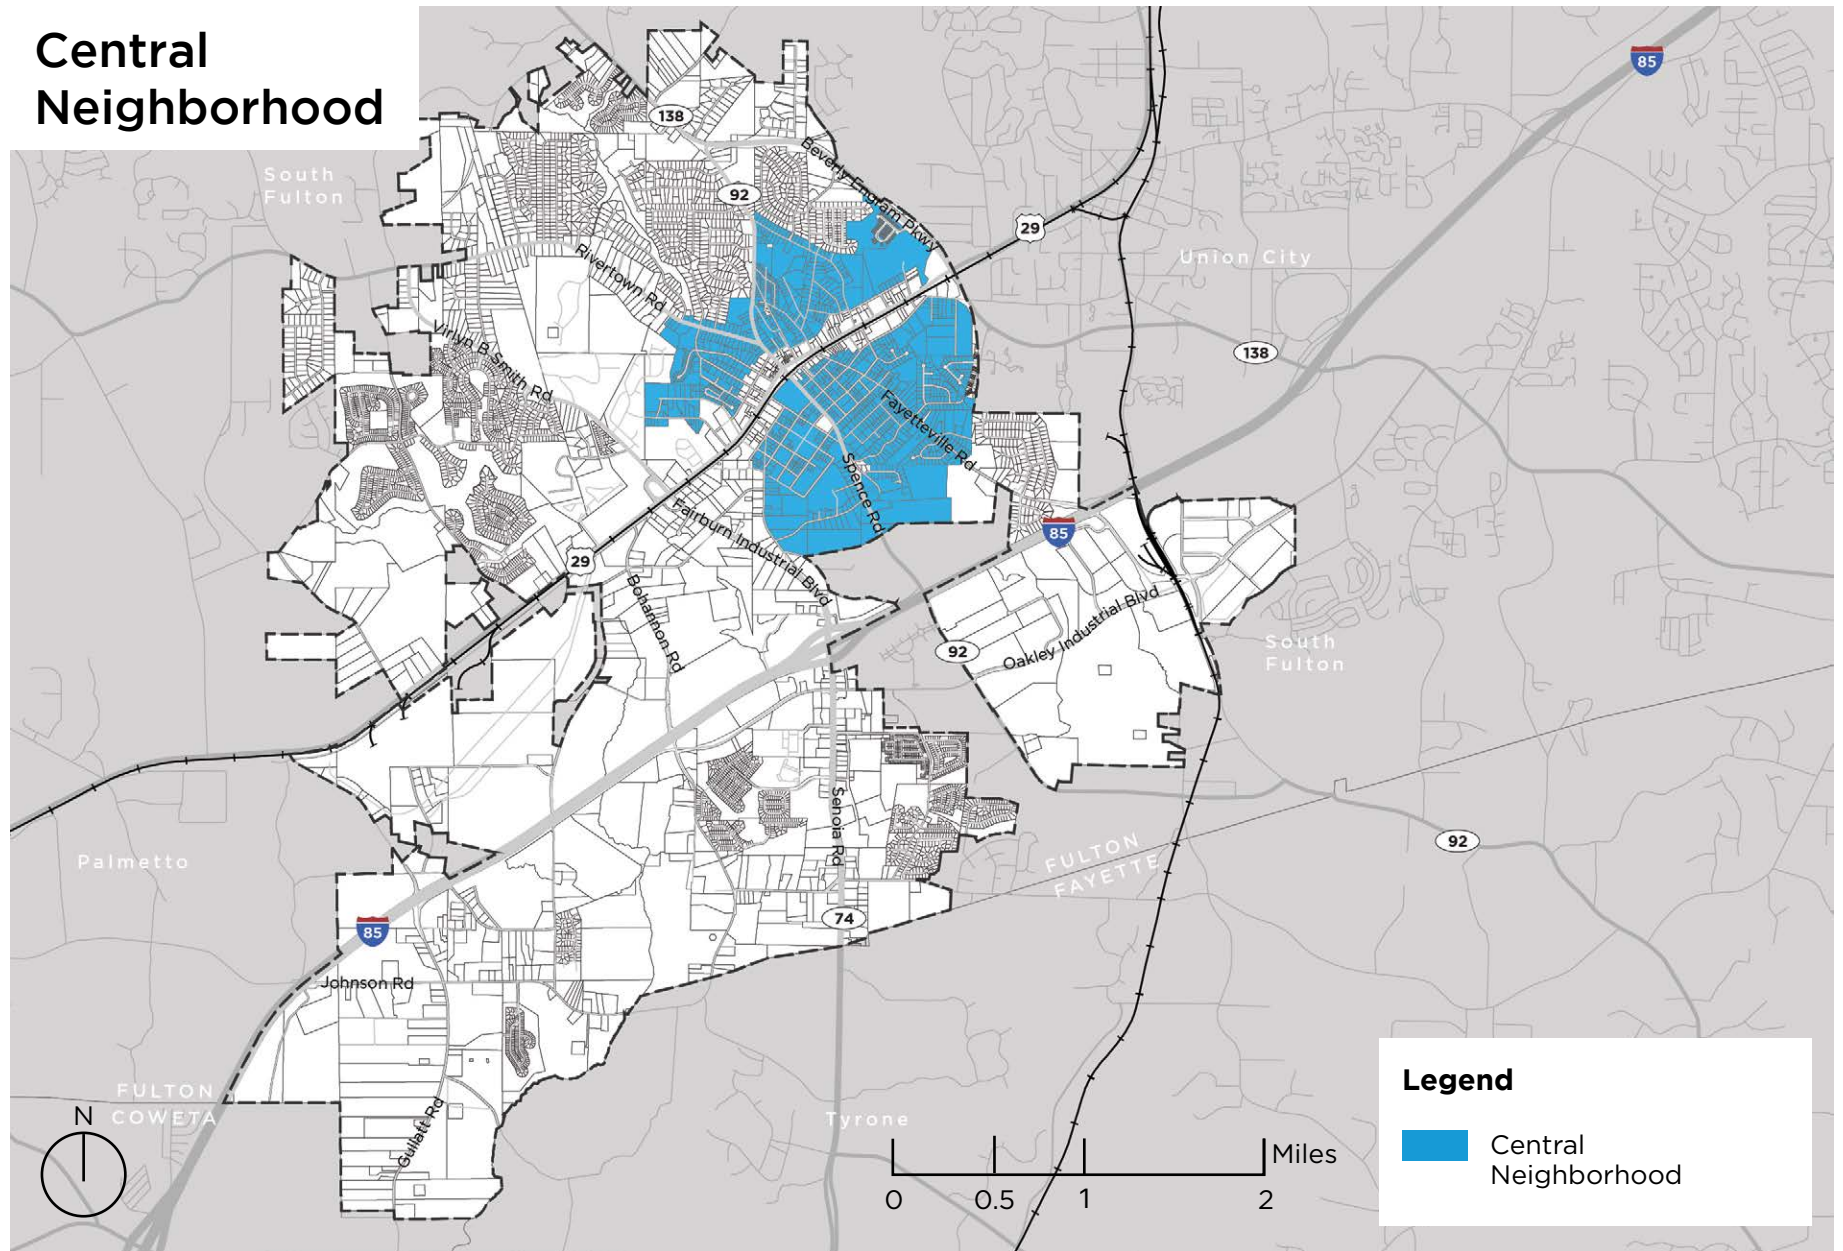 Central
Neighborhood
85
138
South
Fulton
Beverly Engram Pkwy
92
29
Union City
Rivertown Rd
Virlyn B Smith Rd
138
Fayetteville Rd
Spence Rd
Fairburn Industrial Blvd
85
29
Bohannon Rd
Oakley Industrial Blvd
92
South
Fulton
Senoia Rd
Palmetto
FULTON
FAYETTE
92
74
85
Johnson Rd
FULTON
COWETA
N
Gullatt Rd
Tyrone
Miles
0 0.5 1 2
Legend
Central
Neighborhood